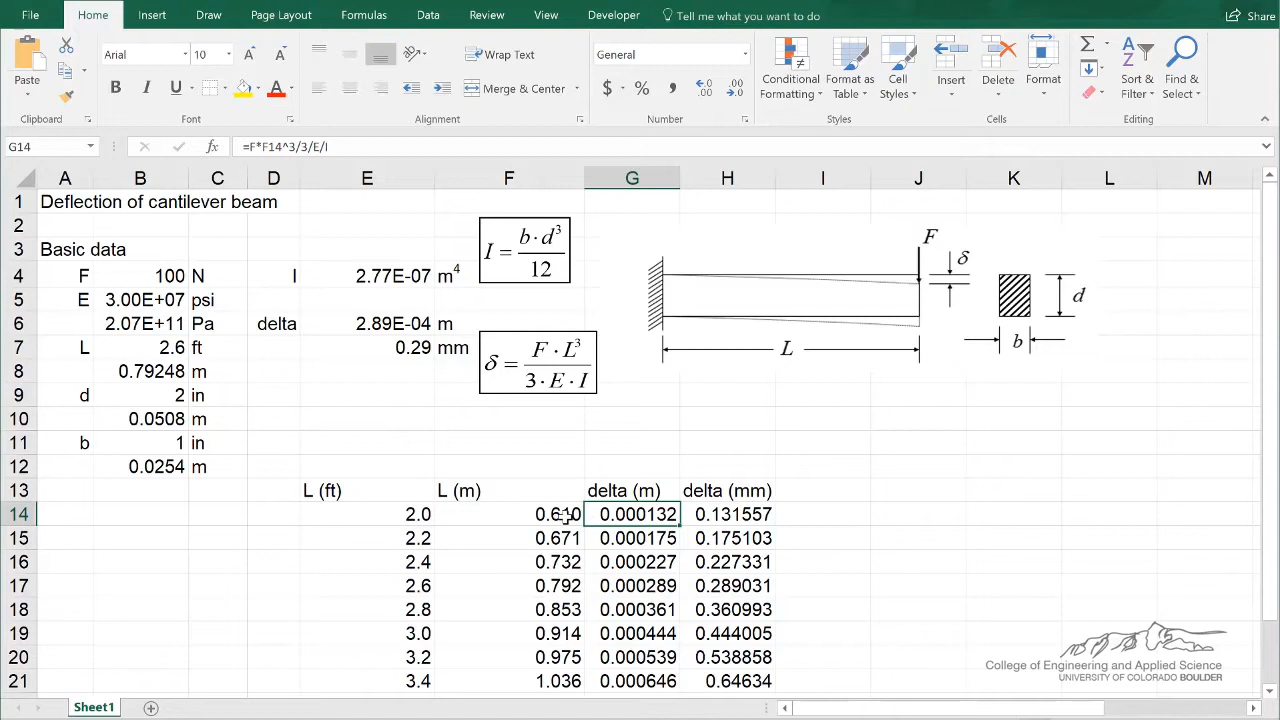 File Home Insert Draw Page Layout Formulas Data Review View Developer Tell me what you want to do Share
Paste
Arial 10
B I U
Wrap Text
Merge & Center
General
$ % ,
Conditional Formatting
Format as Table
Cell Styles
Insert Delete Format
Sort & Filter
Find & Select
Clipboard Font Alignment Number Styles Cells Editing
G14 fx =F*F14^3/3/E/I
A B C D E F G H I J K L M
1 Deflection of cantilever beam
2
3 Basic data
4 F 100 N I 2.77E-07 m⁴
5 E 3.00E+07 psi
6 2.07E+11 Pa delta 2.89E-04 m
7 L 2.6 ft 0.29 mm
8 0.79248 m
9 d 2 in
10 0.0508 m
11 b 1 in
12 0.0254 m
I = b · d³ / 12
δ = F · L³ / 3 · E · I
F
δ
d
b
L
13 L (ft) L (m) delta (m) delta (mm)
14 2.0 0.000132 0.131557
15 2.2 0.671 0.000175 0.175103
16 2.4 0.732 0.000227 0.227331
17 2.6 0.792 0.000289 0.289031
18 2.8 0.853 0.000361 0.360993
19 3.0 0.914 0.000444 0.444005
20 3.2 0.975 0.000539 0.538858
21 3.4 1.036 0.000646 0.64634
College of Engineering and Applied Science
UNIVERSITY OF COLORADO BOULDER
Sheet1